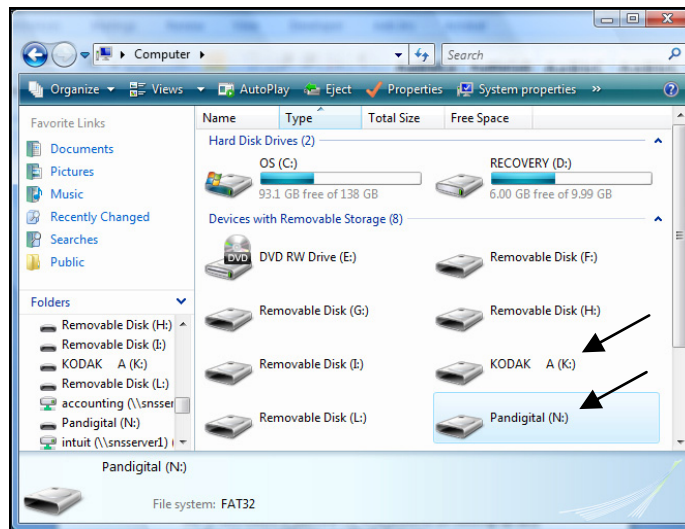 Computer
Search
Organize Views AutoPlay Eject Properties System properties »
Favorite Links
Documents
Pictures
Music
Recently Changed
Searches
Public
Folders
Removable Disk (H:)
Removable Disk (I:)
KODAK A (K:)
Removable Disk (L:)
accounting (\\snsser
Pandigital (N:)
intuit (\\snsserver1) (
Name Type Total Size Free Space
Hard Disk Drives (2)
OS (C:)
93.1 GB free of 138 GB
RECOVERY (D:)
6.00 GB free of 9.99 GB
Devices with Removable Storage (8)
DVD
DVD RW Drive (E:)
Removable Disk (F:)
Removable Disk (G:)
Removable Disk (H:)
Removable Disk (I:)
KODAK A (K:)
Removable Disk (L:)
Pandigital (N:)
Pandigital (N:)
File system: FAT32